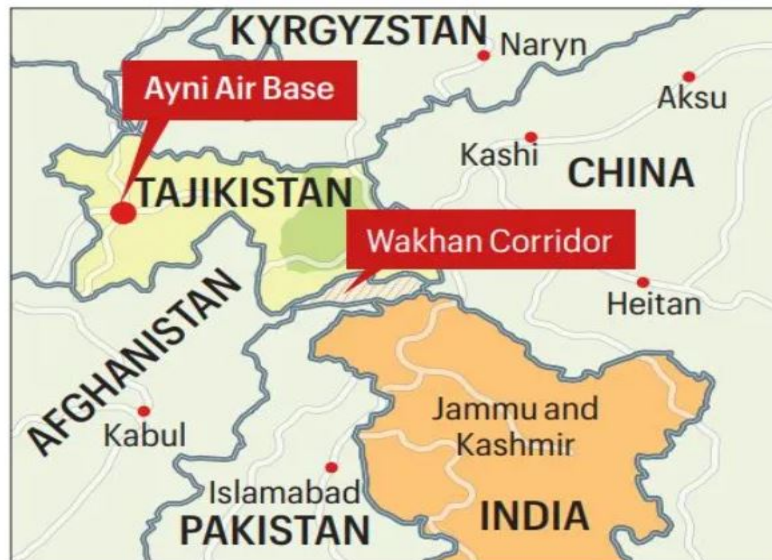 KYRGYZSTAN
Naryn
Ayni Air Base
Aksu
Kashi
CHINA
TAJIKISTAN
Wakhan Corridor
Heitan
AFGHANISTAN
Jammu and
Kashmir
Kabul
Islamabad
PAKISTAN
INDIA